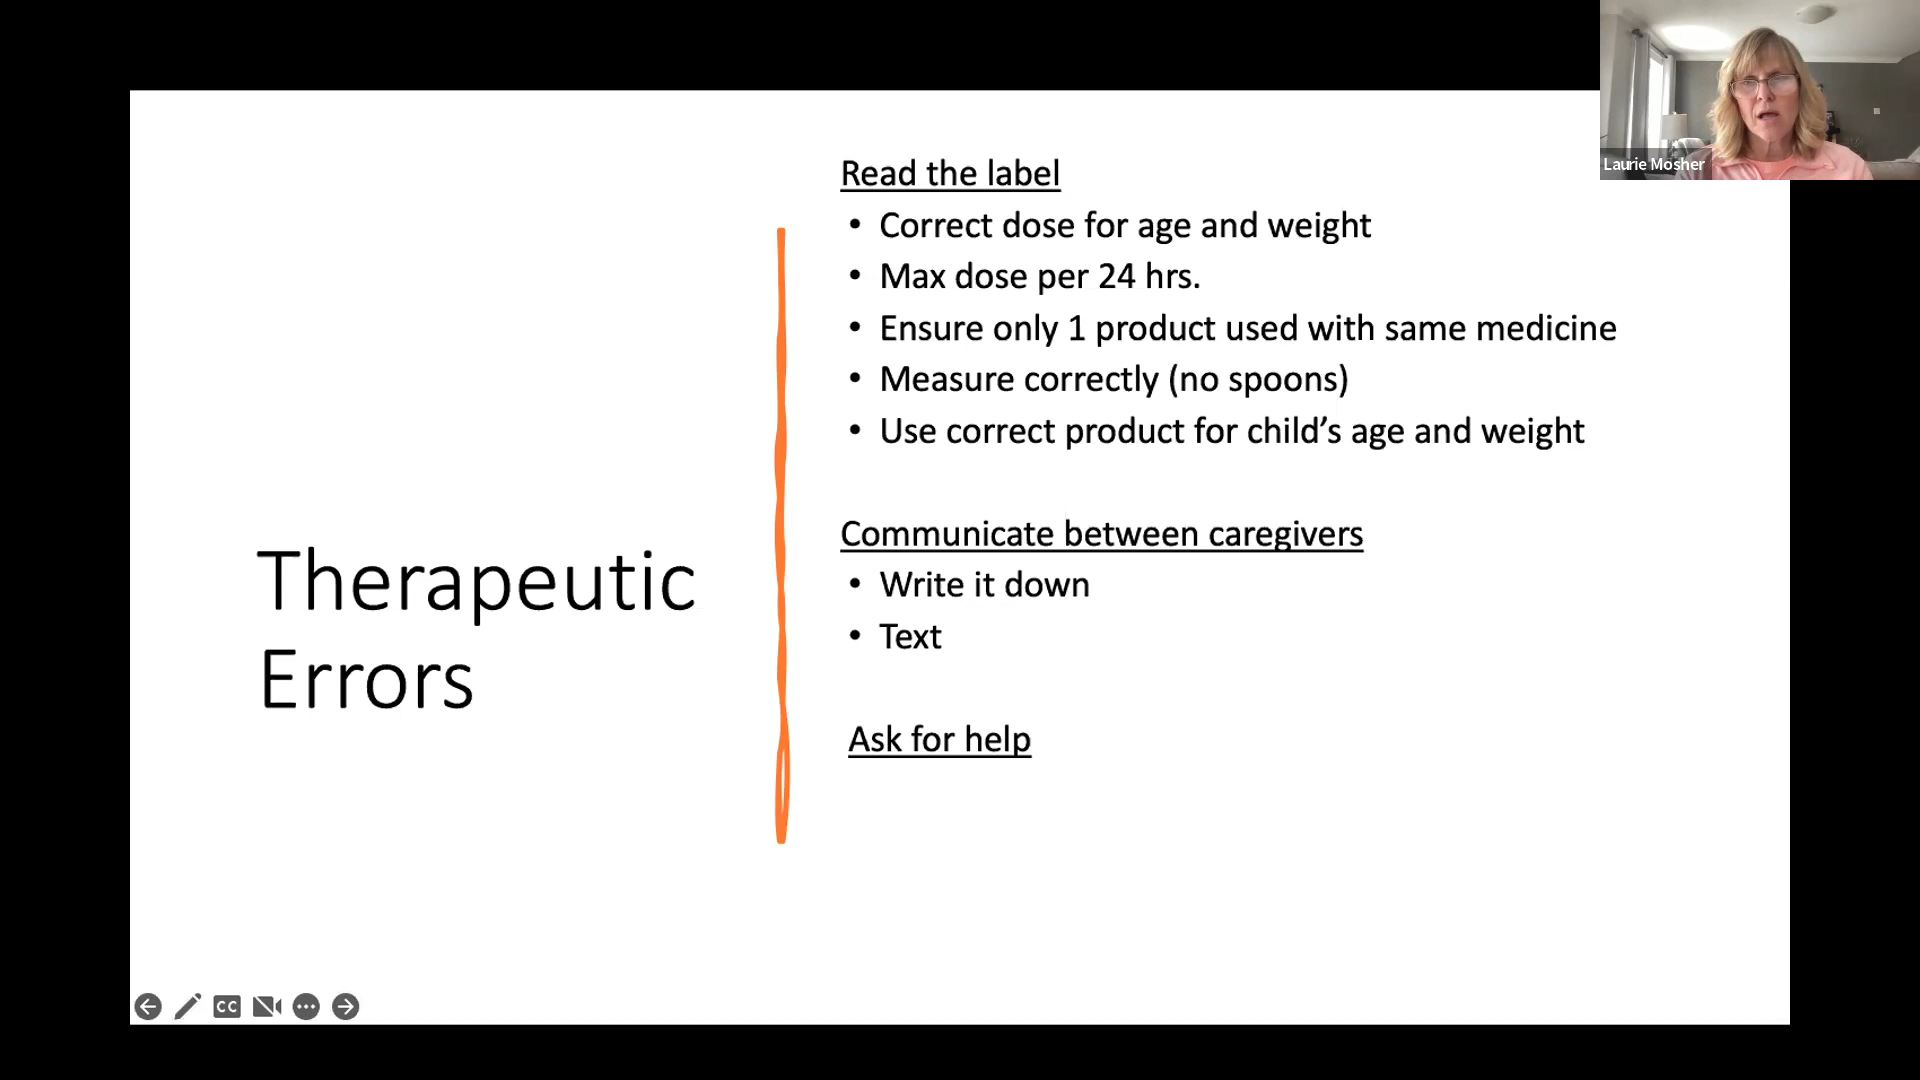 Laurie Mosher
Therapeutic
Errors
Read the label
• Correct dose for age and weight
• Max dose per 24 hrs.
• Ensure only 1 product used with same medicine
• Measure correctly (no spoons)
• Use correct product for child’s age and weight
Communicate between caregivers
• Write it down
• Text
Ask for help
CC